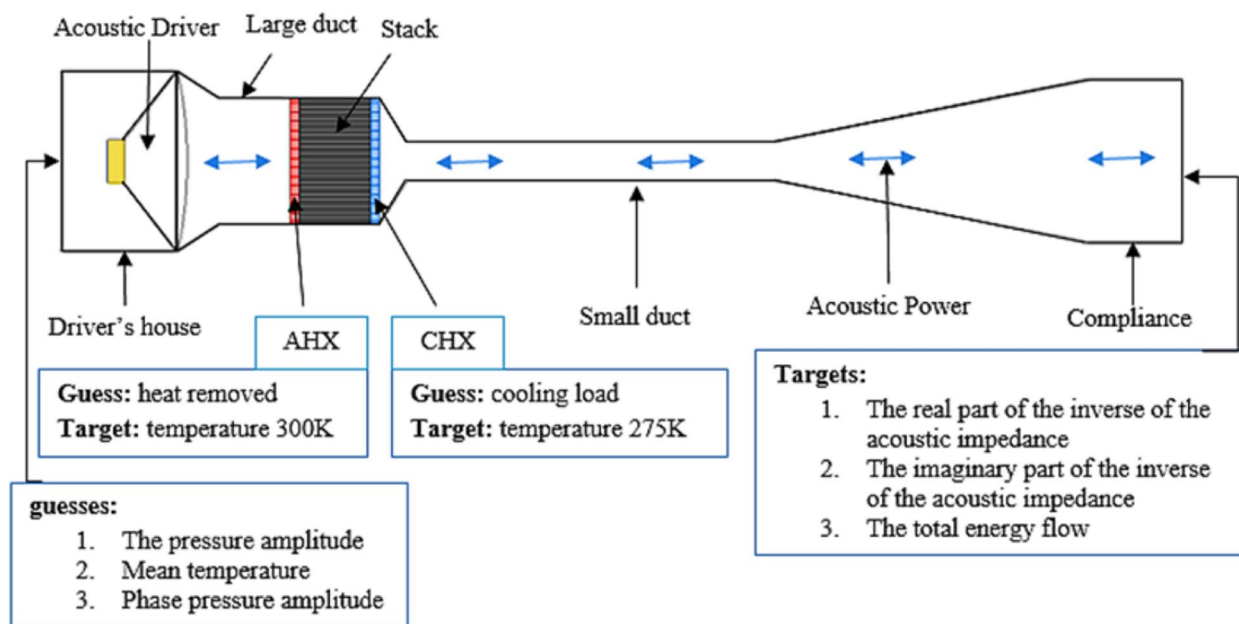 Acoustic Driver
Large duct
Stack
Driver's house
AHX
CHX
Small duct
Acoustic Power
Compliance
Guess: heat removed
Target: temperature 300K
Guess: cooling load
Target: temperature 275K
Targets:
1. The real part of the inverse of the
acoustic impedance
2. The imaginary part of the inverse
of the acoustic impedance
3. The total energy flow
guesses:
1. The pressure amplitude
2. Mean temperature
3. Phase pressure amplitude